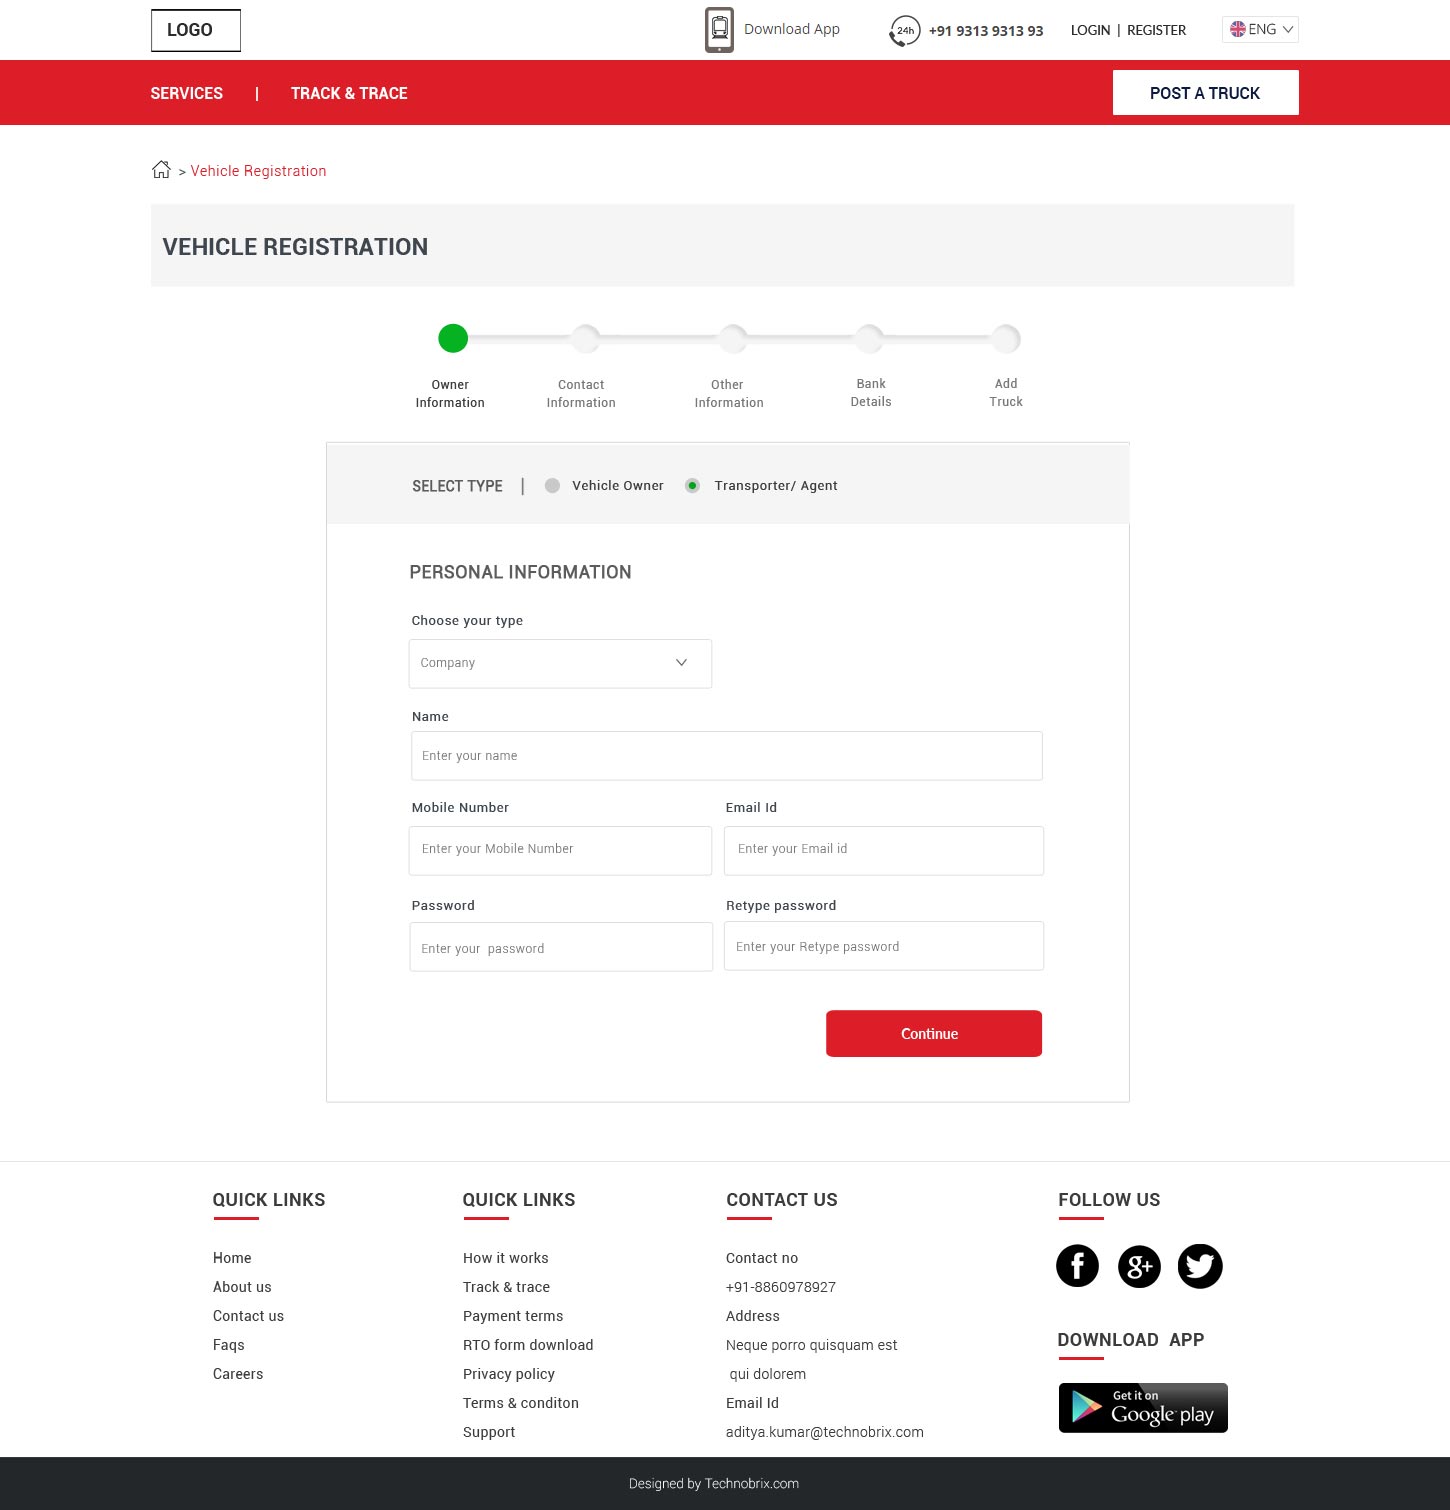 LOGO
Download App
24h
+91 9313 9313 93
LOGIN | REGISTER
ENG
SERVICES | TRACK & TRACE
POST A TRUCK
> Vehicle Registration
VEHICLE REGISTRATION
Owner
Information
Contact
Information
Other
Information
Bank
Details
Add
Truck
SELECT TYPE | Vehicle Owner Transporter/ Agent
PERSONAL INFORMATION
Choose your type
Company
Name
Enter your name
Mobile Number
Enter your Mobile Number
Email Id
Enter your Email id
Password
Enter your  password
Retype password
Enter your Retype password
Continue
QUICK LINKS
Home
About us
Contact us
Faqs
Careers
QUICK LINKS
How it works
Track & trace
Payment terms
RTO form download
Privacy policy
Terms & conditon
Support
CONTACT US
Contact no
+91-8860978927
Address
Neque porro quisquam est
qui dolorem
Email Id
aditya.kumar@technobrix.com
FOLLOW US
f
g+
DOWNLOAD  APP
Get it on
Google play
Designed by Technobrix.com